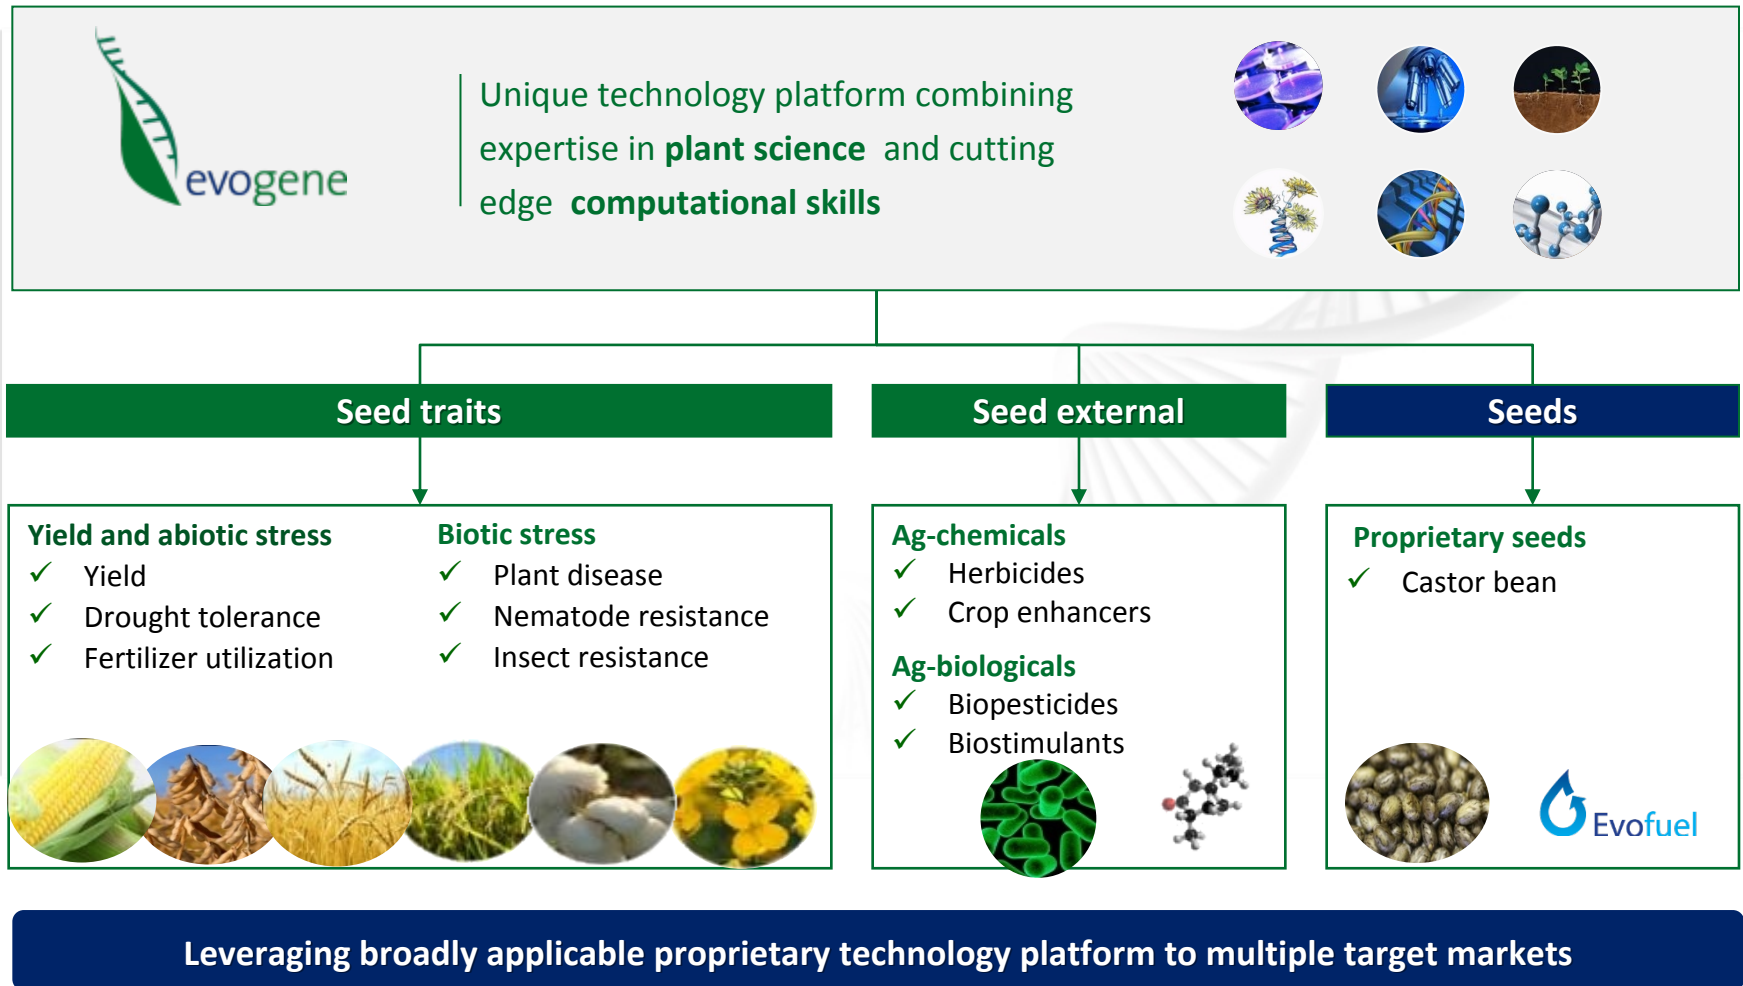 evogene
Unique technology platform combining
expertise in plant science and cutting
edge computational skills
Seed traits
Seed external
Seeds
Yield and abiotic stress
✓ Yield
✓ Drought tolerance
✓ Fertilizer utilization
Biotic stress
✓ Plant disease
✓ Nematode resistance
✓ Insect resistance
Ag-chemicals
✓ Herbicides
✓ Crop enhancers
Ag-biologicals
✓ Biopesticides
✓ Biostimulants
Proprietary seeds
✓ Castor bean
Evofuel
Leveraging broadly applicable proprietary technology platform to multiple target markets